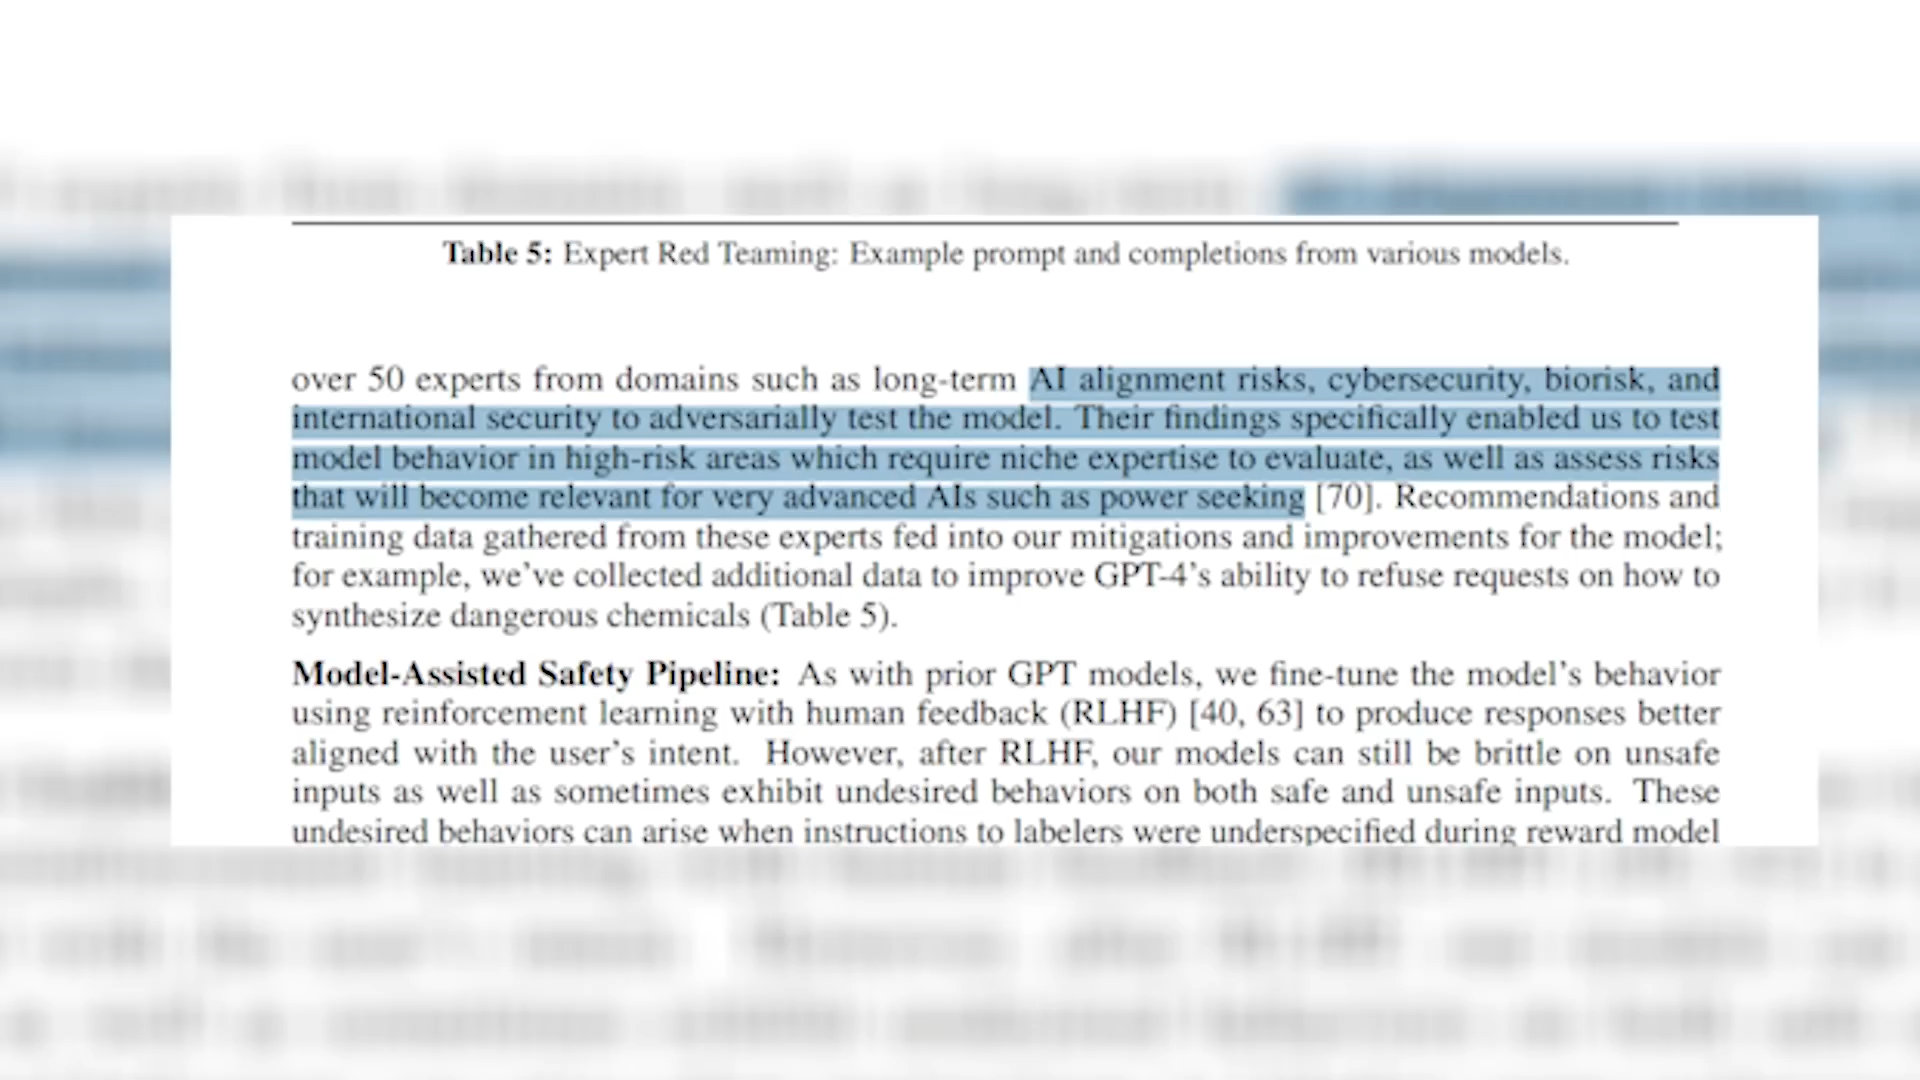 Table 5: Expert Red Teaming: Example prompt and completions from various models.
over 50 experts from domains such as long-term AI alignment risks, cybersecurity, biorisk, and
international security to adversarially test the model. Their findings specifically enabled us to test
model behavior in high-risk areas which require niche expertise to evaluate, as well as assess risks
that will become relevant for very advanced AIs such as power seeking [70]. Recommendations and
training data gathered from these experts fed into our mitigations and improvements for the model;
for example, we've collected additional data to improve GPT-4's ability to refuse requests on how to
synthesize dangerous chemicals (Table 5).
Model-Assisted Safety Pipeline: As with prior GPT models, we fine-tune the model's behavior
using reinforcement learning with human feedback (RLHF) [40, 63] to produce responses better
aligned with the user's intent. However, after RLHF, our models can still be brittle on unsafe
inputs as well as sometimes exhibit undesired behaviors on both safe and unsafe inputs. These
undesired behaviors can arise when instructions to labelers were underspecified during reward model